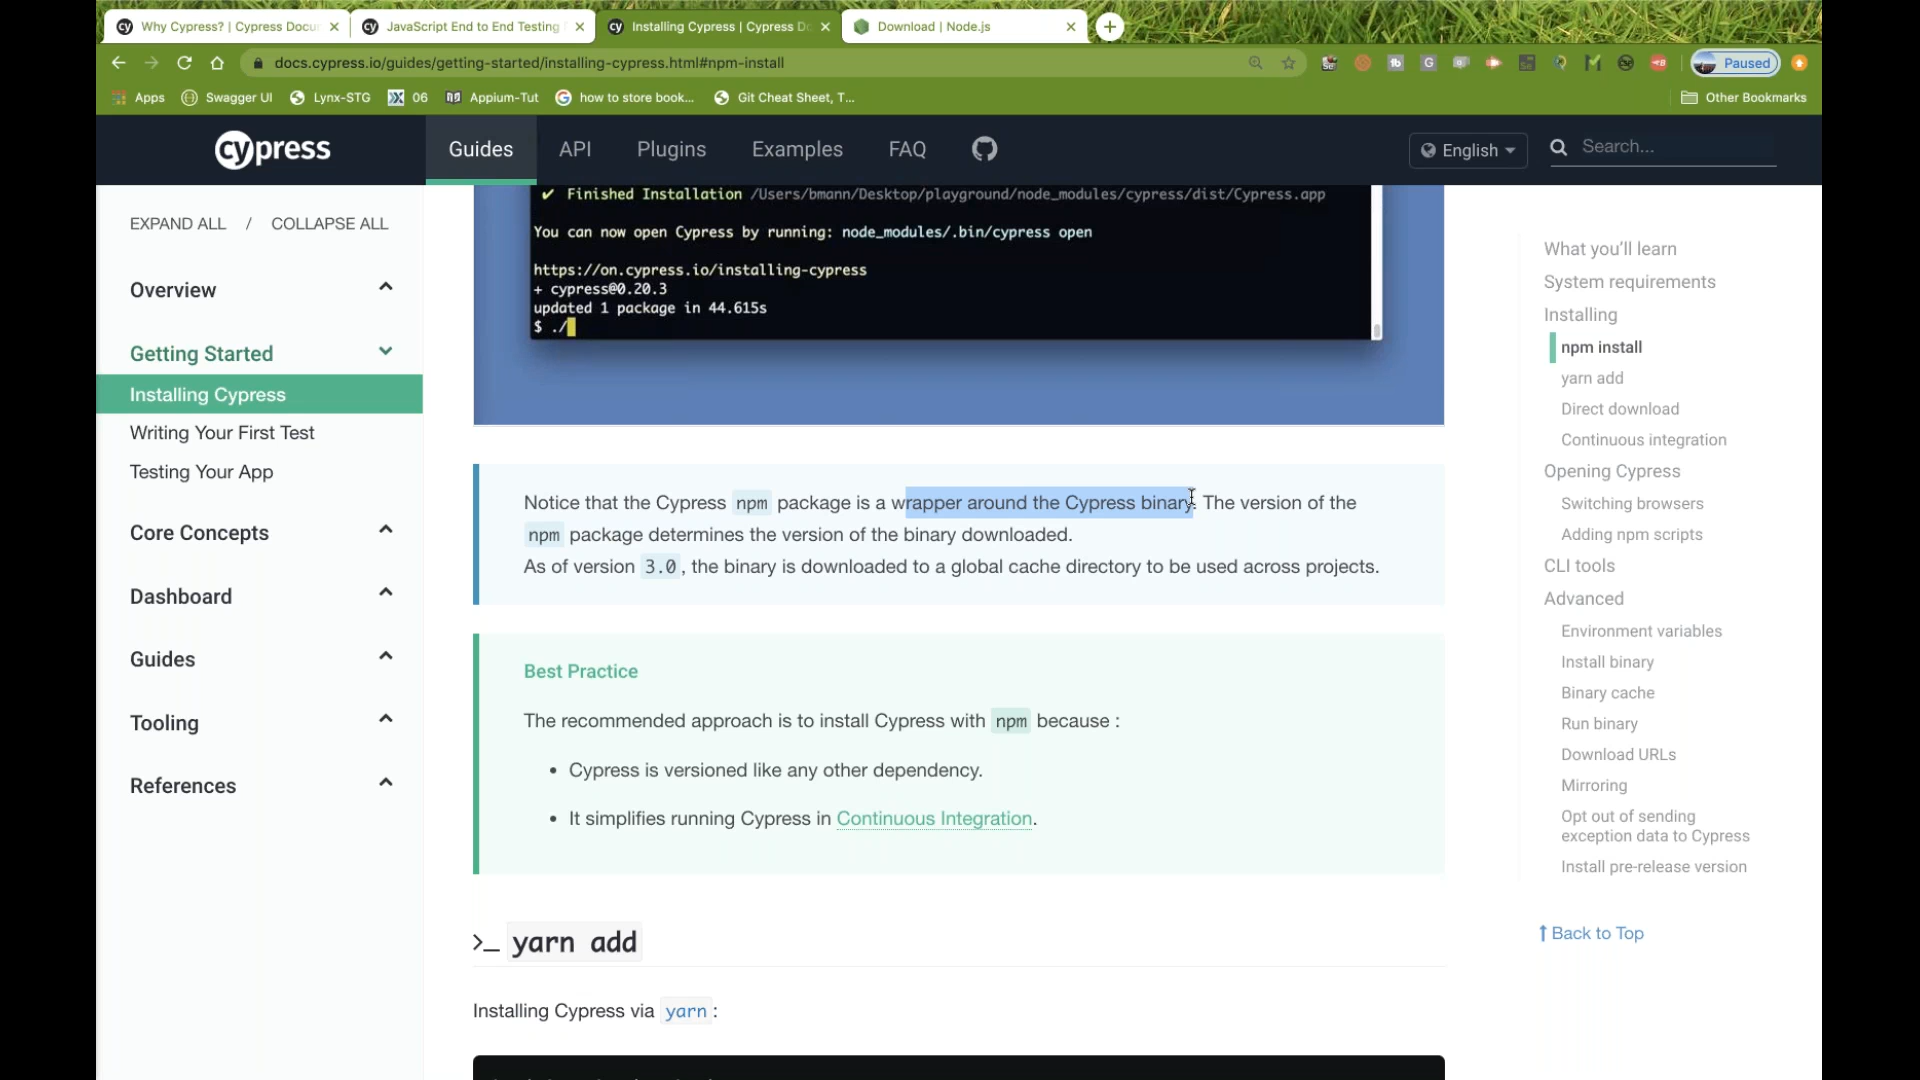 Why Cypress? | Cypress Docu
JavaScript End to End Testing
Installing Cypress | Cypress Do
Download | Node.js
docs.cypress.io/guides/getting-started/installing-cypress.html#npm-install
Paused
Apps
Swagger UI
Lynx-STG
06
Appium-Tut
how to store book...
Git Cheat Sheet, T...
Other Bookmarks
cypress
Guides
API
Plugins
Examples
FAQ
English
Search...
EXPAND ALL / COLLAPSE ALL
Overview
Getting Started
Installing Cypress
Writing Your First Test
Testing Your App
Core Concepts
Dashboard
Guides
Tooling
References
✔ Finished Installation /Users/bmann/Desktop/playground/node_modules/cypress/dist/Cypress.app
You can now open Cypress by running: node_modules/.bin/cypress open
https://on.cypress.io/installing-cypress
+ cypress@0.20.3
updated 1 package in 44.615s
$ ./
Notice that the Cypress npm package is a wrapper around the Cypress binary. The version of the
npm package determines the version of the binary downloaded.
As of version 3.0, the binary is downloaded to a global cache directory to be used across projects.
Best Practice
The recommended approach is to install Cypress with npm because :
• Cypress is versioned like any other dependency.
• It simplifies running Cypress in Continuous Integration.
>_ yarn add
Installing Cypress via yarn :
What you'll learn
System requirements
Installing
npm install
yarn add
Direct download
Continuous integration
Opening Cypress
Switching browsers
Adding npm scripts
CLI tools
Advanced
Environment variables
Install binary
Binary cache
Run binary
Download URLs
Mirroring
Opt out of sending
exception data to Cypress
Install pre-release version
Back to Top